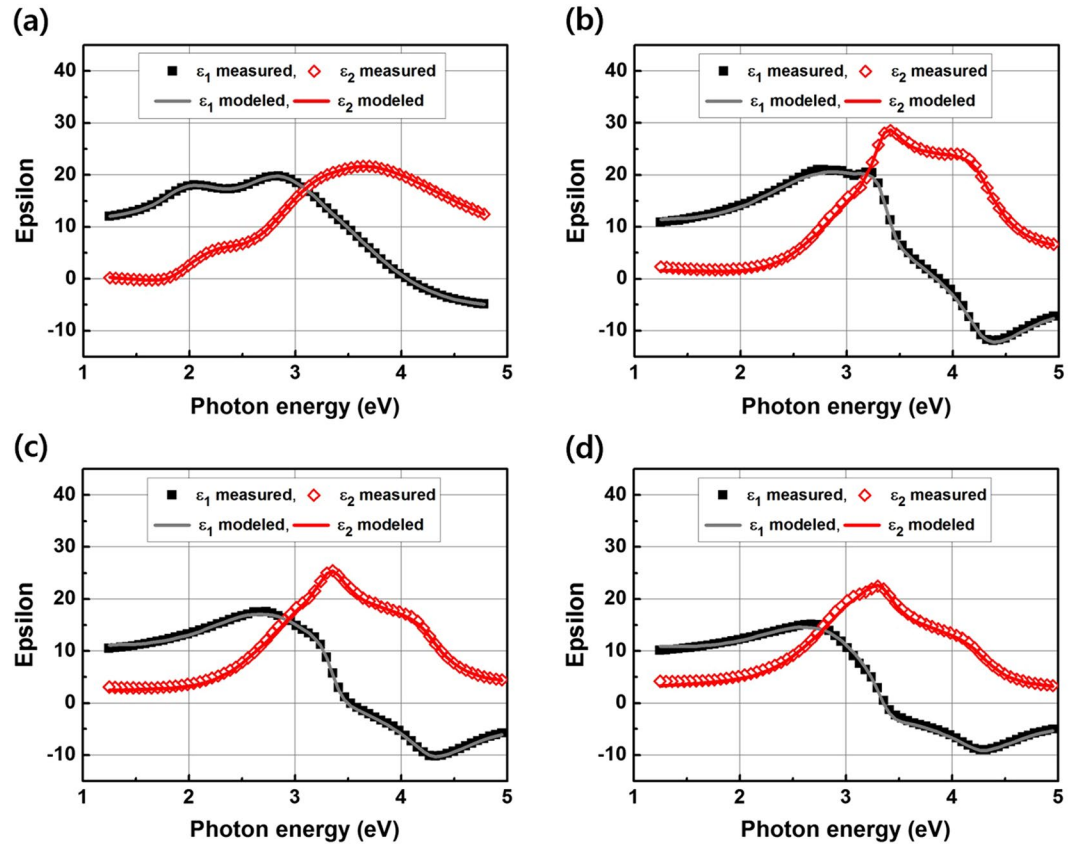 (a)
ε1 measured, ε2 measured
ε1 modeled, ε2 modeled
40
30
20
10
0
-10
Epsilon
1 2 3 4 5
Photon energy (eV)
(b)
ε1 measured, ε2 measured
ε1 modeled, ε2 modeled
40
30
20
10
0
-10
Epsilon
1 2 3 4 5
Photon energy (eV)
(c)
ε1 measured, ε2 measured
ε1 modeled, ε2 modeled
40
30
20
10
0
-10
Epsilon
1 2 3 4 5
Photon energy (eV)
(d)
ε1 measured, ε2 measured
ε1 modeled, ε2 modeled
40
30
20
10
0
-10
Epsilon
1 2 3 4 5
Photon energy (eV)